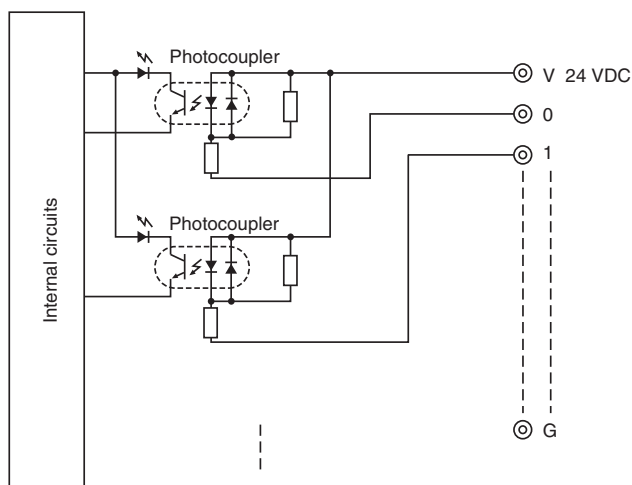 Photocoupler
V 24 VDC
0
1
Photocoupler
Internal circuits
G